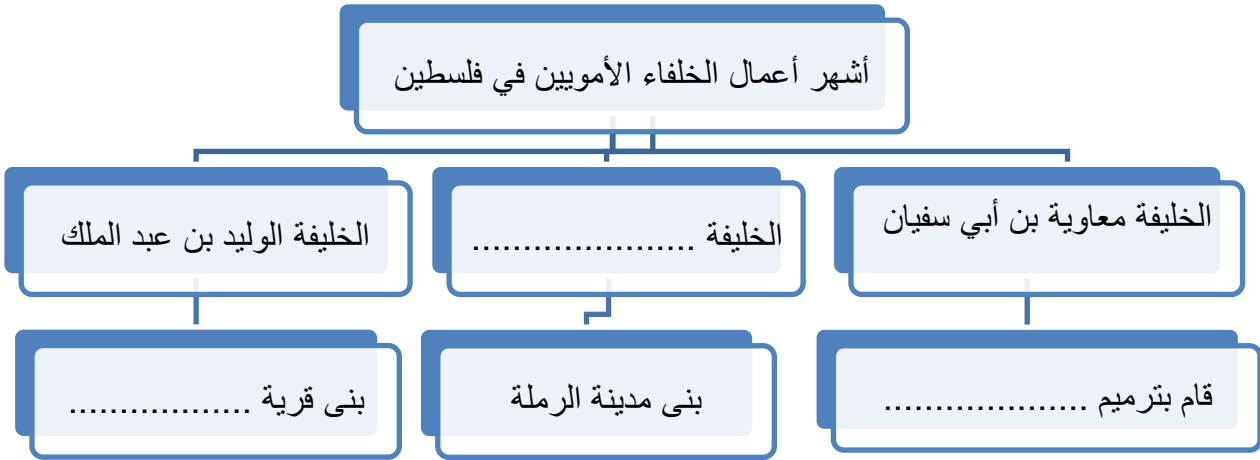 أشهر أعمال الخلفاء الأمويين في فلسطين
الخليفة معاوية بن أبي سفيان
الخليفة ......................
الخليفة الوليد بن عبد الملك
قام بترميم ....................
بنى مدينة الرملة
بنى قرية ..................